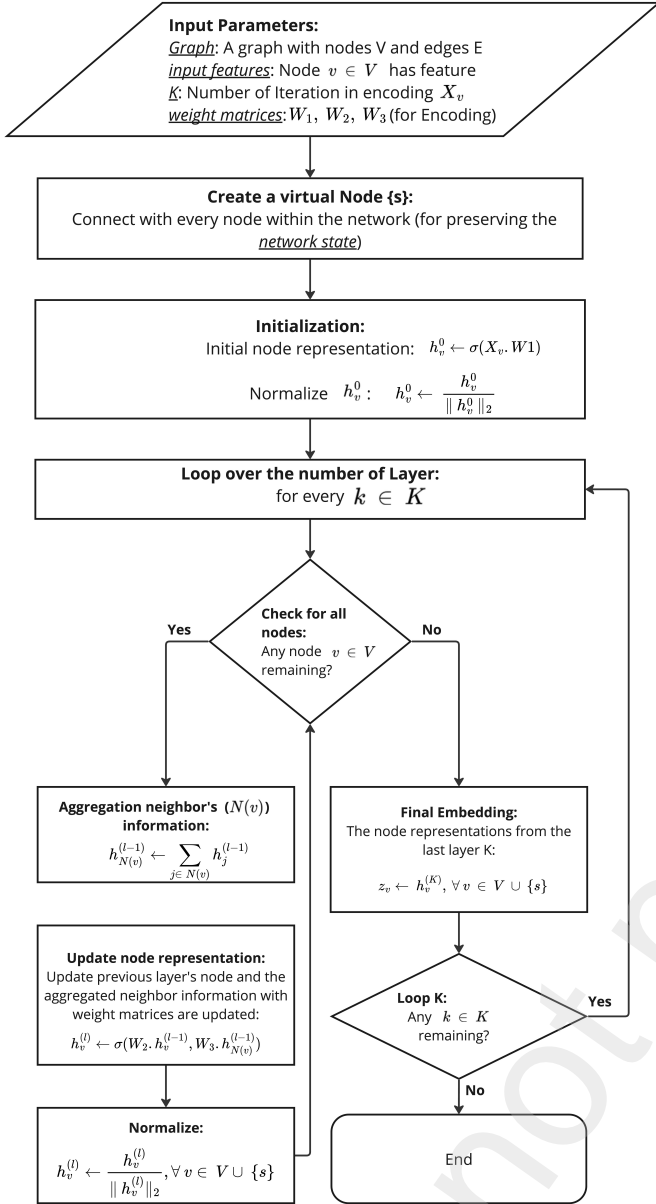 Input Parameters:
Graph: A graph with nodes V and edges E
input features: Node v ∈ V has feature
K: Number of Iteration in encoding X_v
weight matrices: W_1, W_2, W_3 (for Encoding)
Create a virtual Node {s}:
Connect with every node within the network (for preserving the
network state)
Initialization:
Initial node representation: h_v^0 ← σ(X_v. W1)
Normalize h_v^0 : h_v^0 ← h_v^0 / ‖ h_v^0 ‖_2
Loop over the number of Layer:
for every k ∈ K
Check for all
nodes:
Any node v ∈ V
remaining?
Yes
No
Aggregation neighbor's (N(v))
information:
h_{N(v)}^{(l−1)} ← ∑_{j∈ N(v)} h_j^{(l−1)}
Update node representation:
Update previous layer's node and the
aggregated neighbor information with
weight matrices are updated:
h_v^{(l)} ← σ(W_2. h_v^{(l−1)}, W_3. h_{N(v)}^{(l−1)})
Normalize:
h_v^{(l)} ← h_v^{(l)} / ‖ h_v^{(l)} ‖_2 , ∀ v ∈ V ∪ {s}
Final Embedding:
The node representations from the
last layer K:
z_v ← h_v^{(K)}, ∀ v ∈ V ∪ {s}
Loop K:
Any k ∈ K
remaining?
Yes
No
End
not